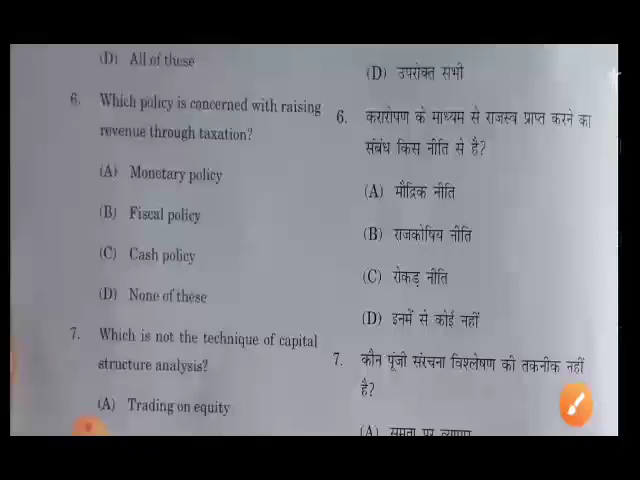 (D) All of these
6. Which policy is concerned with raising
revenue through taxation?
(A) Monetary policy
(B) Fiscal policy
(C) Cash policy
(D) None of these
7. Which is not the technique of capital
structure analysis?
(A) Trading on equity
(D) उपरोक्त सभी
6. करारोपण के माध्यम से राजस्व प्राप्त करने का
संबंध किस नीति से है?
(A) मौद्रिक नीति
(B) राजकोषिय नीति
(C) रोकड़ नीति
(D) इनमें से कोई नहीं
7. कौन पूंजी संरचना विश्लेषण की तकनीक नहीं
है?
(A) समता पर